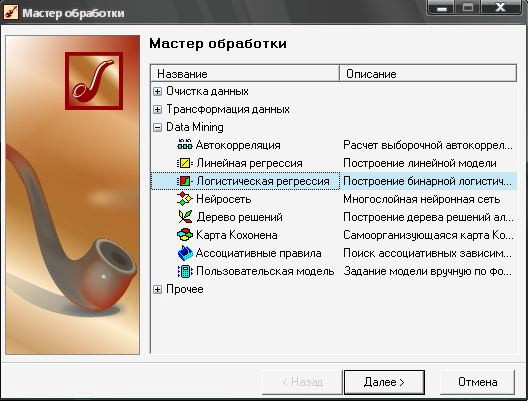 Мастер обработки
Мастер обработки
Название Описание
Очистка данных
Трансформация данных
Data Mining
Автокорреляция Расчет выборочной автокоррел...
Линейная регрессия Построение линейной модели
Логистическая регрессия Построение бинарной логистич...
Нейросеть Многослойная нейронная сеть
Дерево решений Построение дерева решений ал...
Карта Кохонена Самоорганизующаяся карта Ко...
Ассоциативные правила Поиск ассоциативных зависим...
Пользовательская модель Задание модели вручную по фо...
Прочее
< Назад Далее > Отмена